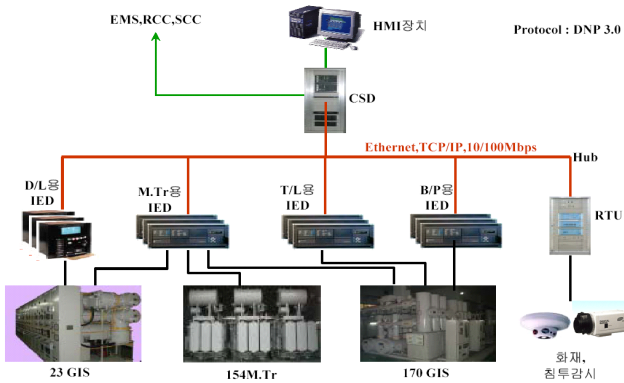 EMS,RCC,SCC
HMI장치
Protocol : DNP 3.0
CSD
Ethernet,TCP/IP,10/100Mbps
Hub
D/L용
IED
M.Tr용
IED
T/L용
IED
B/P용
IED
RTU
23 GIS
154M.Tr
170 GIS
화재,
침투감시